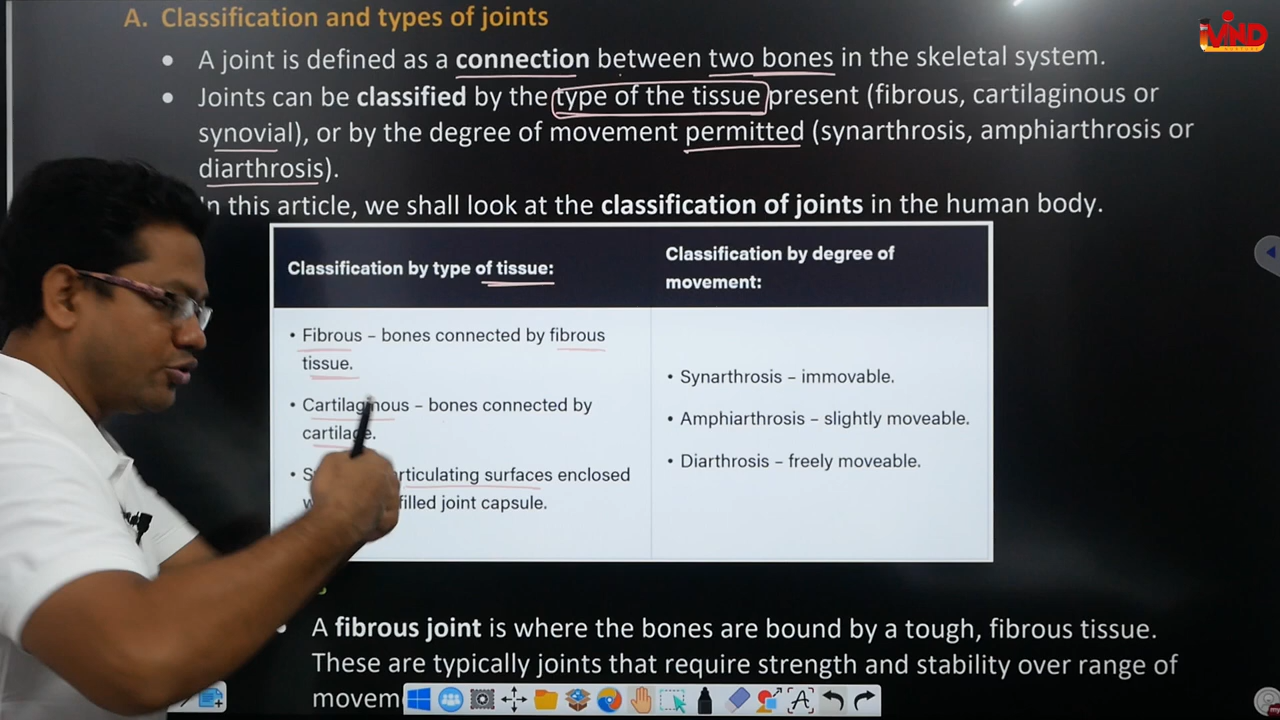 A. Classification and types of joints
• A joint is defined as a connection between two bones in the skeletal system.
• Joints can be classified by the type of the tissue present (fibrous, cartilaginous or
synovial), or by the degree of movement permitted (synarthrosis, amphiarthrosis or
diarthrosis).
In this article, we shall look at the classification of joints in the human body.
Classification by type of tissue:
• Fibrous – bones connected by fibrous
tissue.
• Cartilaginous – bones connected by
cartilage.
• articulating surfaces enclosed
filled joint capsule.
Classification by degree of
movement:
• Synarthrosis – immovable.
• Amphiarthrosis – slightly moveable.
• Diarthrosis – freely moveable.
• A fibrous joint is where the bones are bound by a tough, fibrous tissue.
These are typically joints that require strength and stability over range of